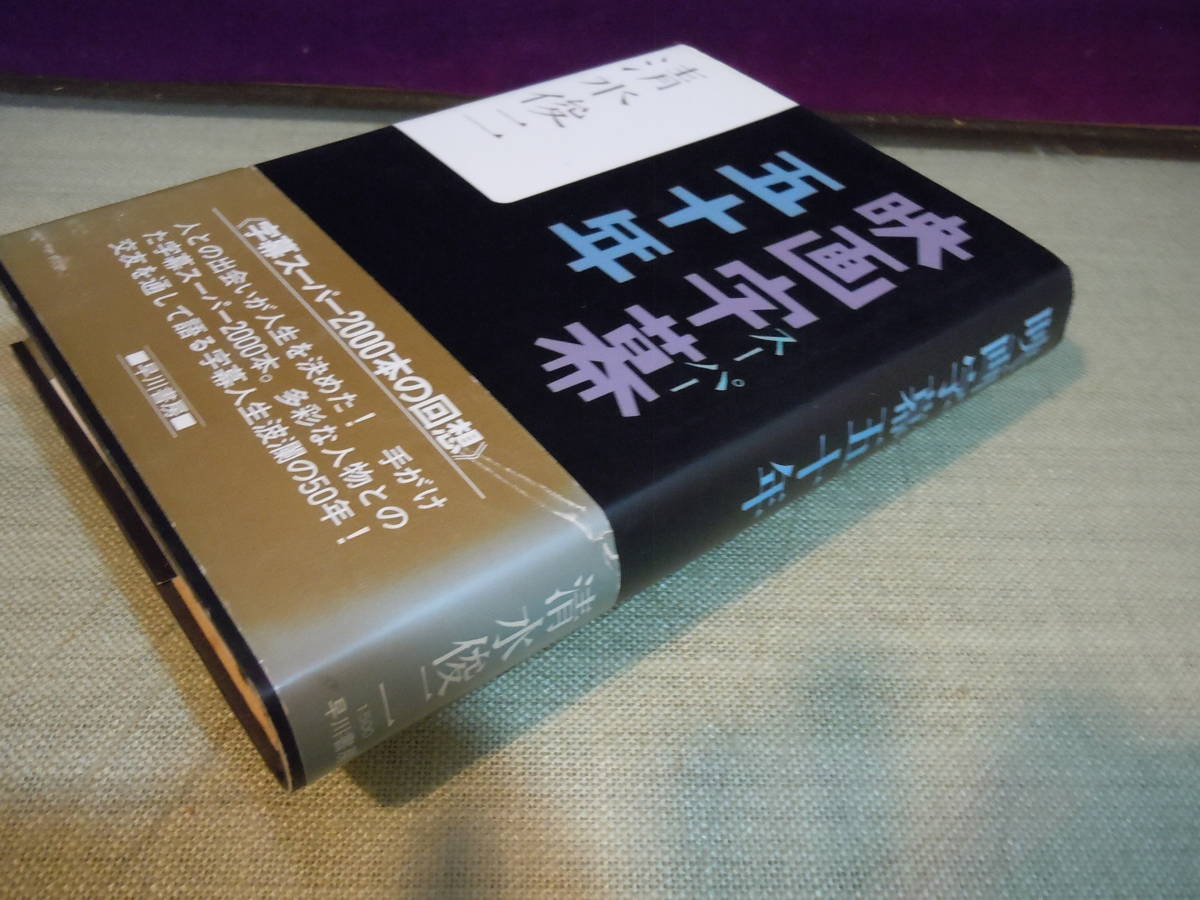 映画字幕
スーパー
五十年
清水俊二
《字幕スーパー2000本の回想》
人との出会いが人生を決めた! 手がけ
た字幕スーパー2000本。多彩な人物との
交友を通して語る字幕人生波瀾の50年!
■早川書房■
映画字幕五十年
清水俊二
早川書房